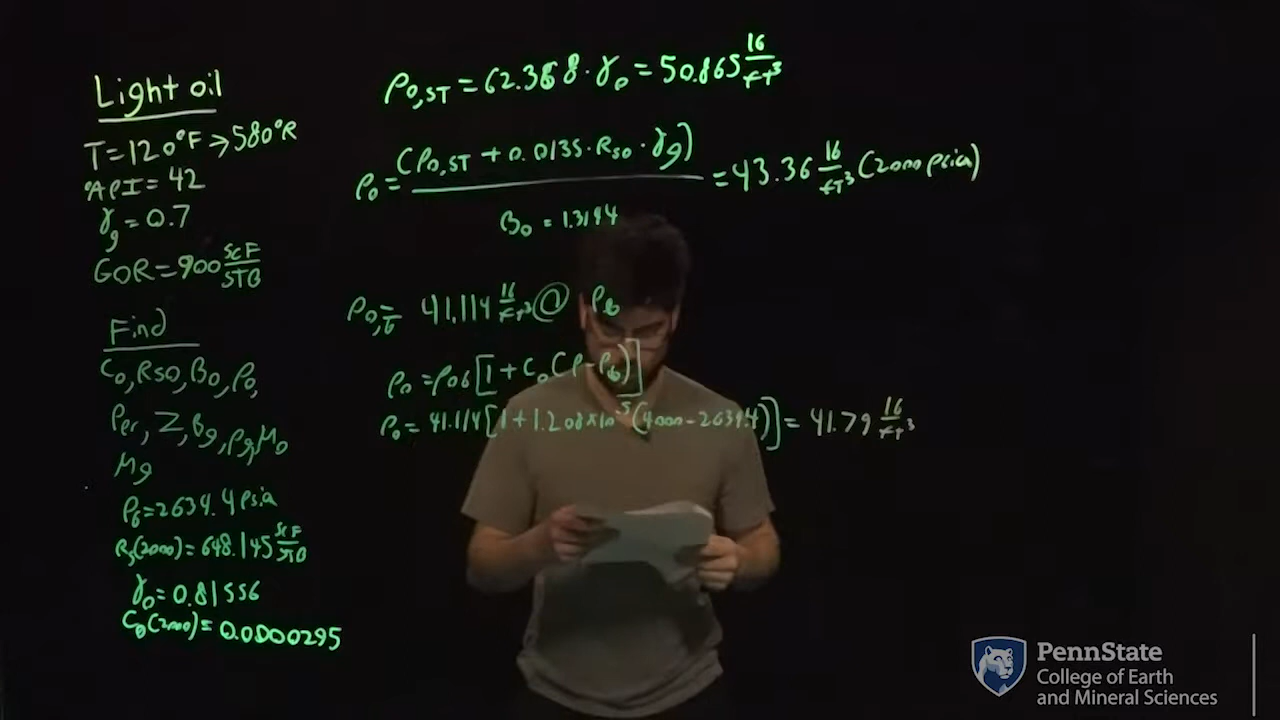 Light oil
T=120°F→580°R
°API=42
γg=0.7
GOR=900 SCF/STB
Find
Co, Rso, Bo, ρo,
Per, Z, Bg, ρg, μo
μg
Pb=2634.4 Psia
Rs(2000)=648.145 SCF/STB
γo=0.81556
Co(2000)=0.0000295
ρo,ST=62.368·γo=50.865 lb/FT³
ρo=(ρo,ST+0.0135·Rso·γg)/Bo=1.3194 =43.36 lb/FT³ (2000 psia)
ρo,b=41.114 lb/FT³ @ Pb
ρo=ρob[1+Co(P-Pb)]
ρo=41.114[1+1.208×10⁻⁵(4000-2634.4)]=41.79 lb/FT³
PennState
College of Earth
and Mineral Sciences